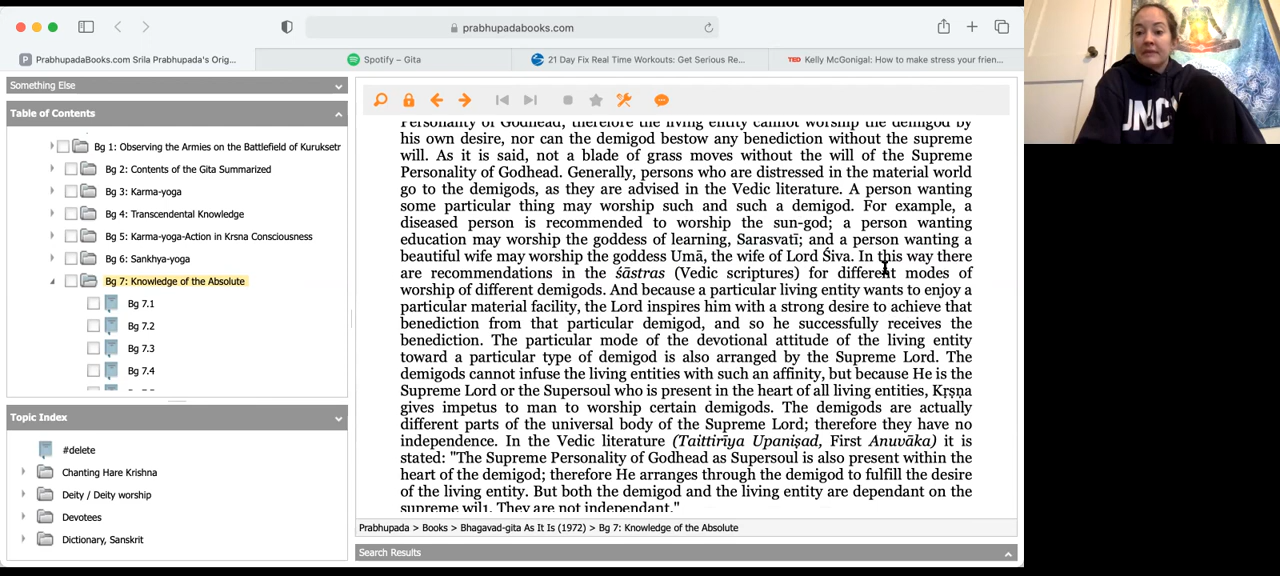 prabhupadabooks.com
PrabhupadaBooks.com Srila Prabhupada's Orig...
Spotify – Gita
21 Day Fix Real Time Workouts: Get Serious Re...
TED Kelly McGonigal: How to make stress your frien...
Something Else
Table of Contents
Bg 1: Observing the Armies on the Battlefield of Kuruksetr
Bg 2: Contents of the Gita Summarized
Bg 3: Karma-yoga
Bg 4: Transcendental Knowledge
Bg 5: Karma-yoga-Action in Krsna Consciousness
Bg 6: Sankhya-yoga
Bg 7: Knowledge of the Absolute
Bg 7.1
Bg 7.2
Bg 7.3
Bg 7.4
Topic Index
#delete
Chanting Hare Krishna
Deity / Deity worship
Devotees
Dictionary, Sanskrit
Personality of Godhead, therefore the living entity cannot worship the demigod by
his own desire, nor can the demigod bestow any benediction without the supreme
will. As it is said, not a blade of grass moves without the will of the Supreme
Personality of Godhead. Generally, persons who are distressed in the material world
go to the demigods, as they are advised in the Vedic literature. A person wanting
some particular thing may worship such and such a demigod. For example, a
diseased person is recommended to worship the sun-god; a person wanting
education may worship the goddess of learning, Sarasvatī; and a person wanting a
beautiful wife may worship the goddess Umā, the wife of Lord Śiva. In this way there
are recommendations in the śāstras (Vedic scriptures) for different modes of
worship of different demigods. And because a particular living entity wants to enjoy a
particular material facility, the Lord inspires him with a strong desire to achieve that
benediction from that particular demigod, and so he successfully receives the
benediction. The particular mode of the devotional attitude of the living entity
toward a particular type of demigod is also arranged by the Supreme Lord. The
demigods cannot infuse the living entities with such an affinity, but because He is the
Supreme Lord or the Supersoul who is present in the heart of all living entities, Kṛṣṇa
gives impetus to man to worship certain demigods. The demigods are actually
different parts of the universal body of the Supreme Lord; therefore they have no
independence. In the Vedic literature (Taittirīya Upaniṣad, First Anuvāka) it is
stated: "The Supreme Personality of Godhead as Supersoul is also present within the
heart of the demigod; therefore He arranges through the demigod to fulfill the desire
of the living entity. But both the demigod and the living entity are dependant on the
supreme wil1. They are not independant."
Prabhupada > Books > Bhagavad-gita As It Is (1972) > Bg 7: Knowledge of the Absolute
Search Results